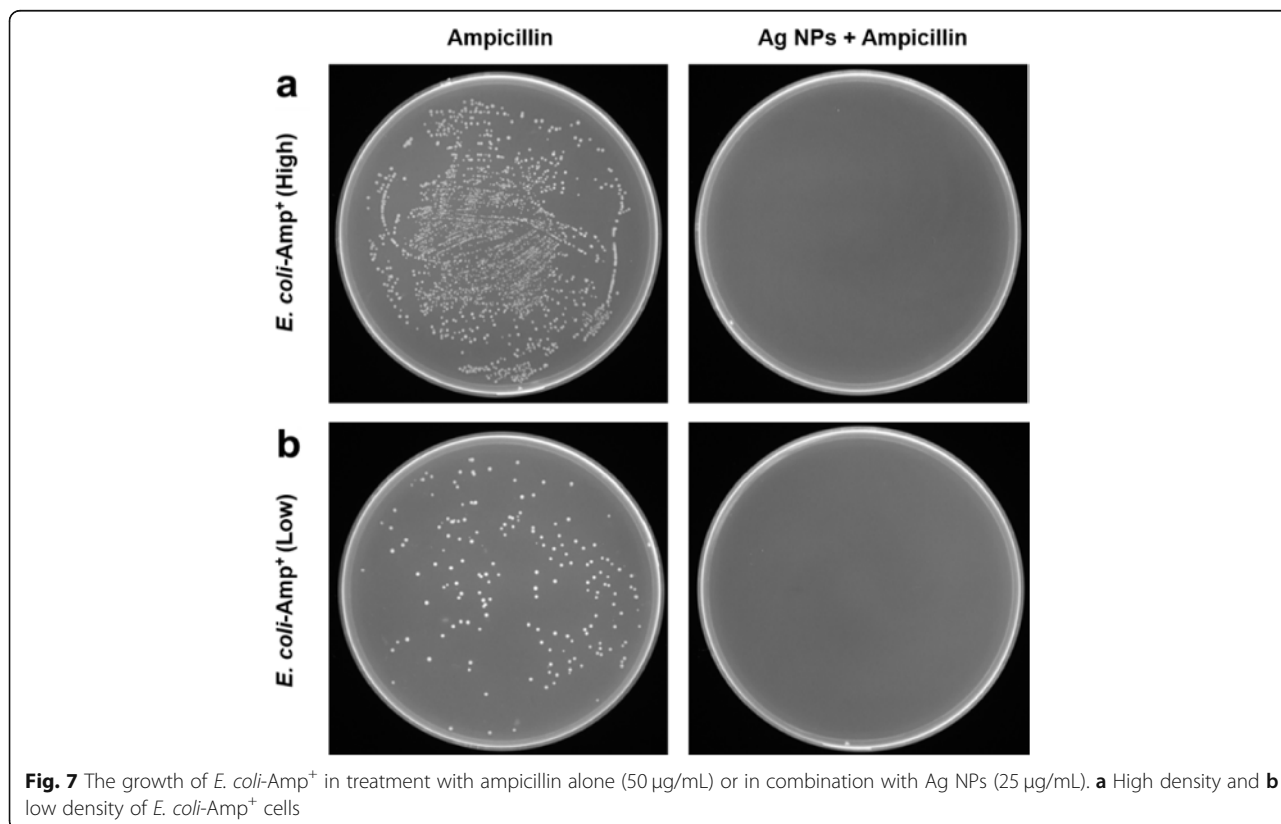 Ampicillin
Ag NPs + Ampicillin
a
E. coli-Amp⁺ (High)
b
E. coli-Amp⁺ (Low)
Fig. 7 The growth of E. coli-Amp⁺ in treatment with ampicillin alone (50 μg/mL) or in combination with Ag NPs (25 μg/mL). a High density and b
low density of E. coli-Amp⁺ cells